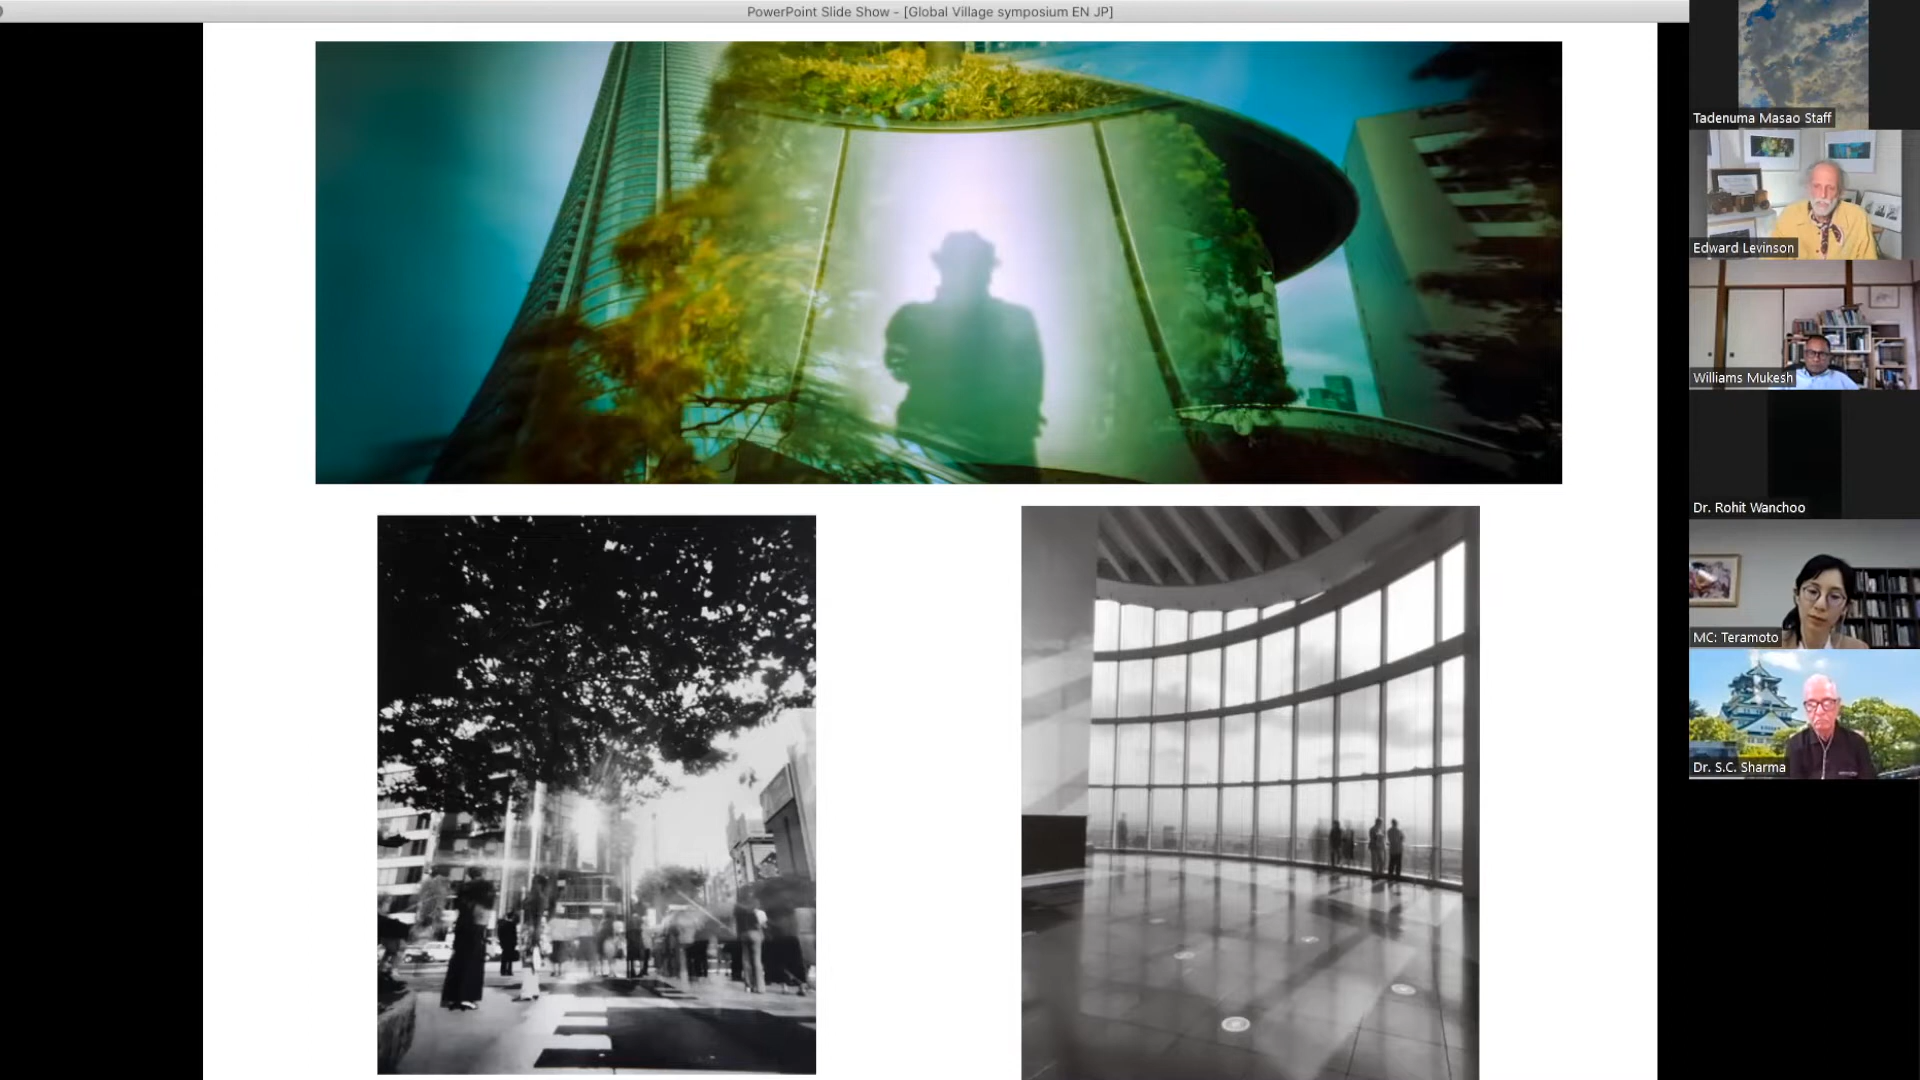 PowerPoint Slide Show - [Global Village symposium EN JP]
Tadenuma Masao Staff
Edward Levinson
Williams Mukesh
Dr. Rohit Wanchoo
MC: Teramoto
Dr. S.C. Sharma